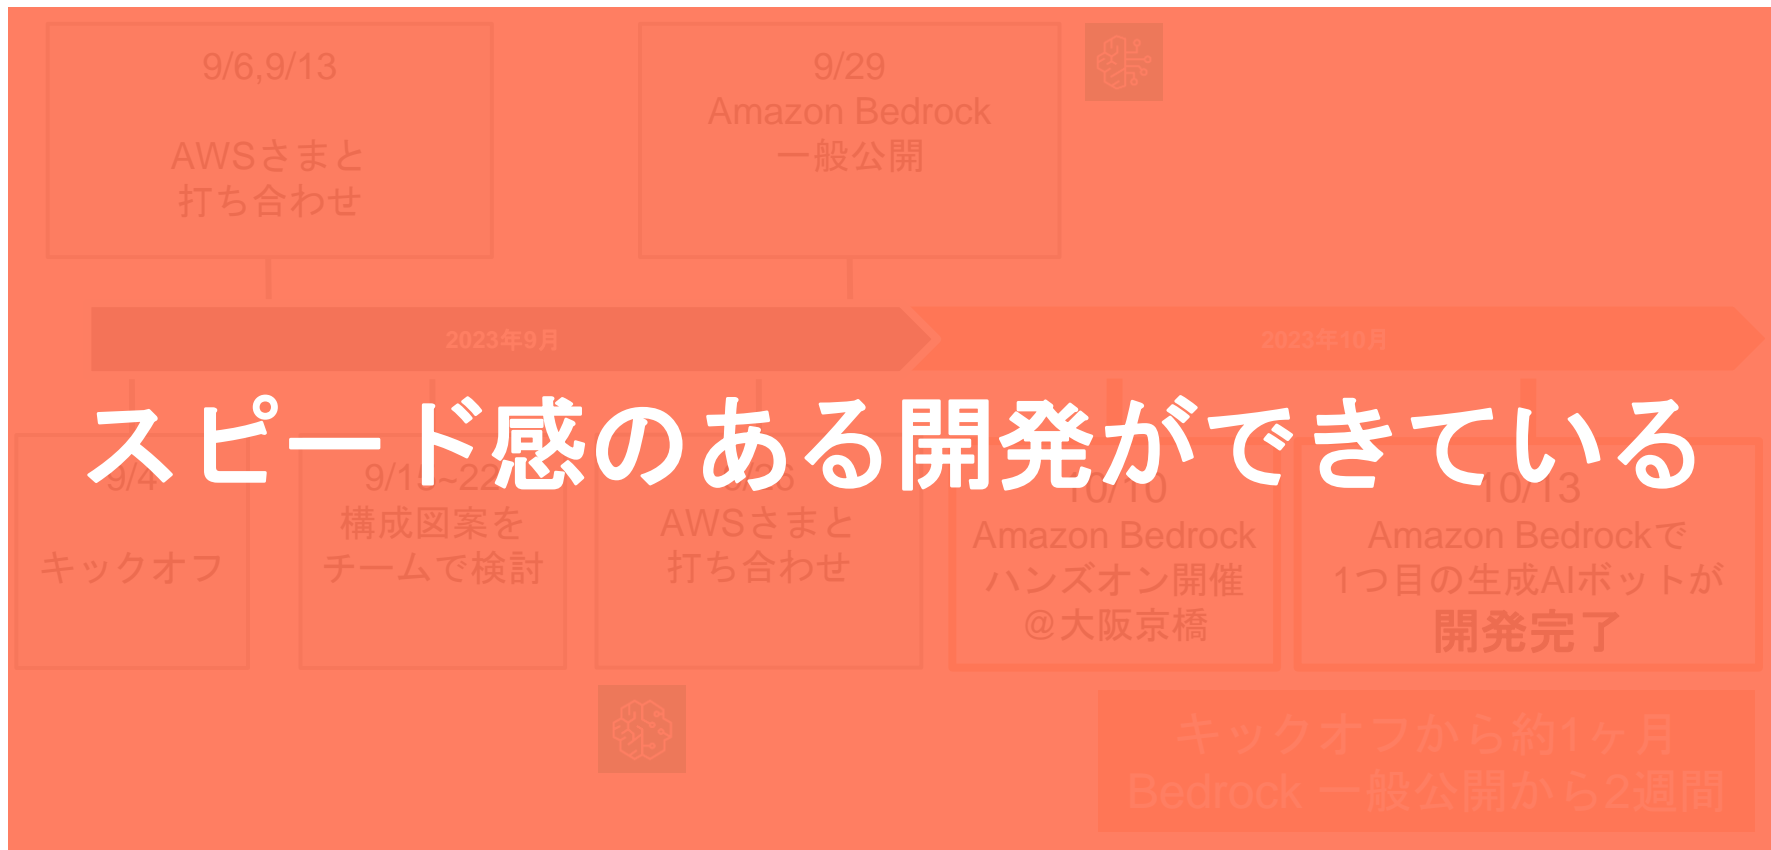 9/6,9/13
AWSさまと
打ち合わせ
9/29
Amazon Bedrock
一般公開
2023年9月
2023年10月
スピード感のある開発ができている
9/4
キックオフ
構成図案を
チームで検討
AWSさまと
打ち合わせ
10/10
Amazon Bedrock
ハンズオン開催
@大阪京橋
10/13
Amazon Bedrockで
1つ目の生成AIボットが
開発完了
キックオフから約1ヶ月
Bedrock 一般公開から2週間